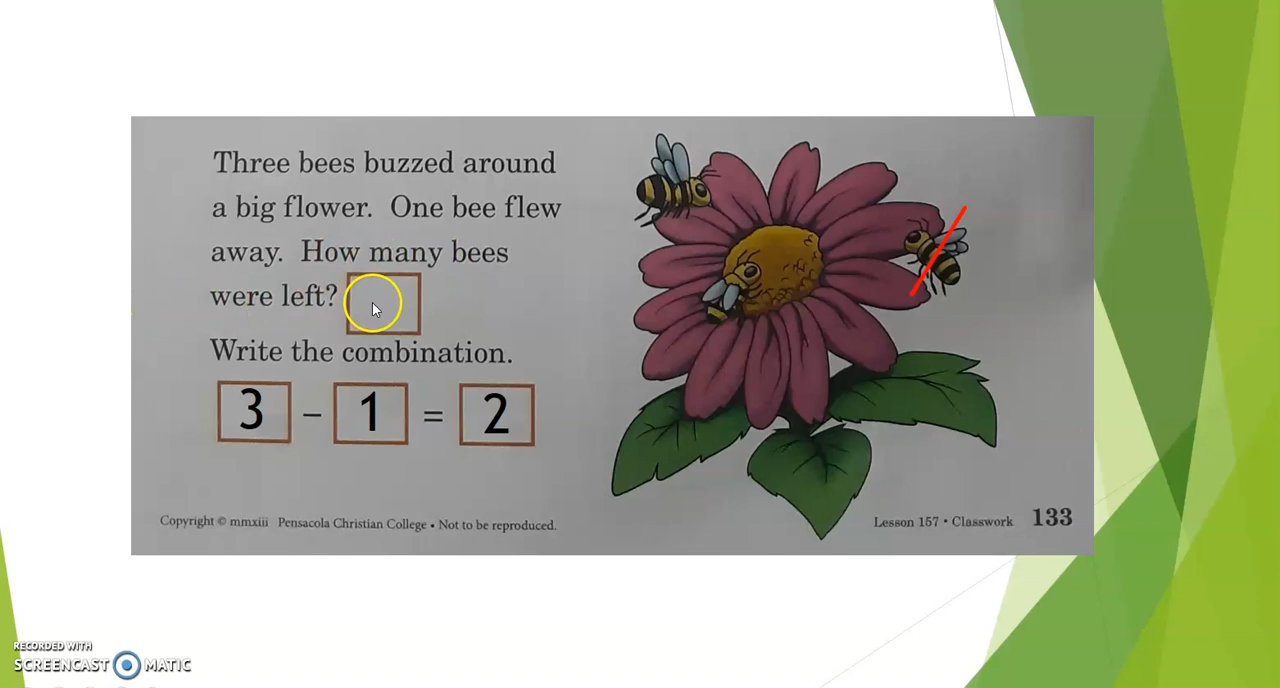 Three bees buzzed around
a big flower. One bee flew
away. How many bees
were left?
Write the combination.
3 – 1 = 2
Copyright © mmxiii Pensacola Christian College • Not to be reproduced.
Lesson 157 • Classwork 133
RECORDED WITH
SCREENCAST MATIC